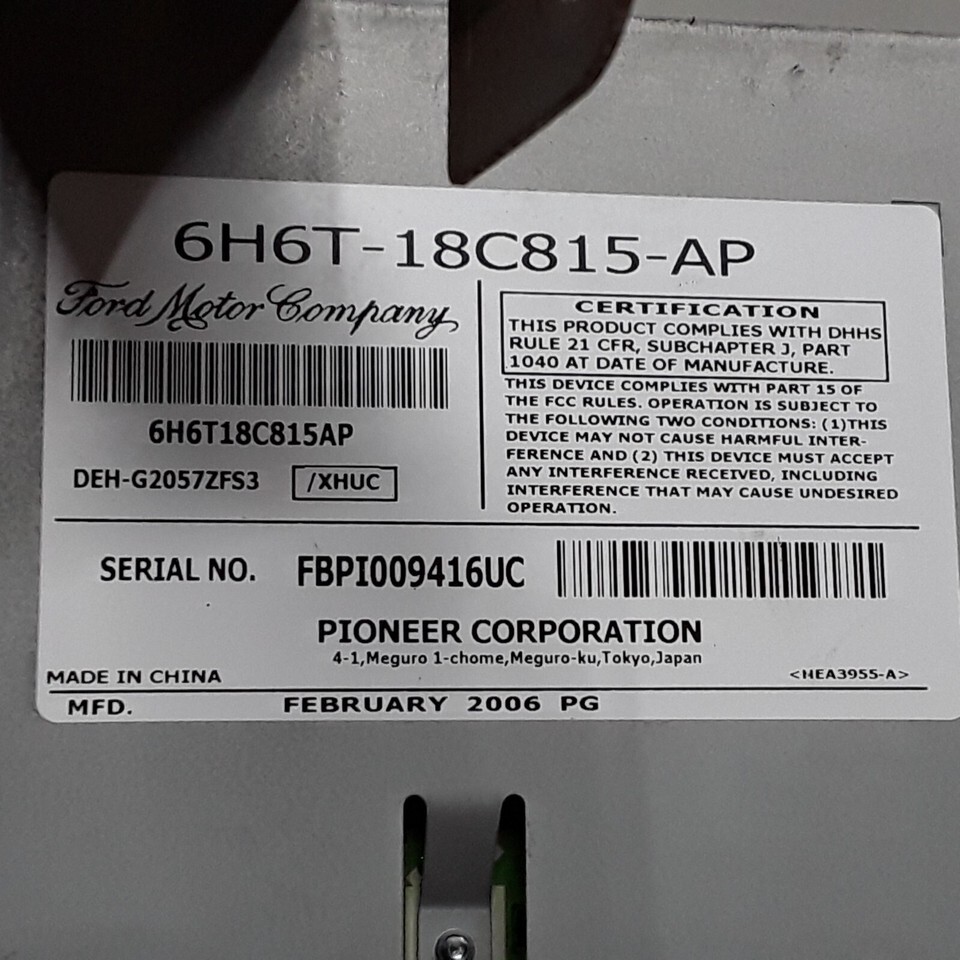 6H6T-18C815-AP
Ford Motor Company
6H6T18C815AP
DEH-G2057ZFS3 /XHUC
CERTIFICATION
THIS PRODUCT COMPLIES WITH DHHS
RULE 21 CFR, SUBCHAPTER J, PART
1040 AT DATE OF MANUFACTURE.
THIS DEVICE COMPLIES WITH PART 15 OF
THE FCC RULES. OPERATION IS SUBJECT TO
THE FOLLOWING TWO CONDITIONS: (1)THIS
DEVICE MAY NOT CAUSE HARMFUL INTER-
FERENCE AND (2) THIS DEVICE MUST ACCEPT
ANY INTERFERENCE RECEIVED, INCLUDING
INTERFERENCE THAT MAY CAUSE UNDESIRED
OPERATION.
SERIAL NO. FBPI009416UC
PIONEER CORPORATION
4-1,Meguro 1-chome,Meguro-ku,Tokyo,Japan
MADE IN CHINA <HEA3955-A>
MFD. FEBRUARY 2006 PG